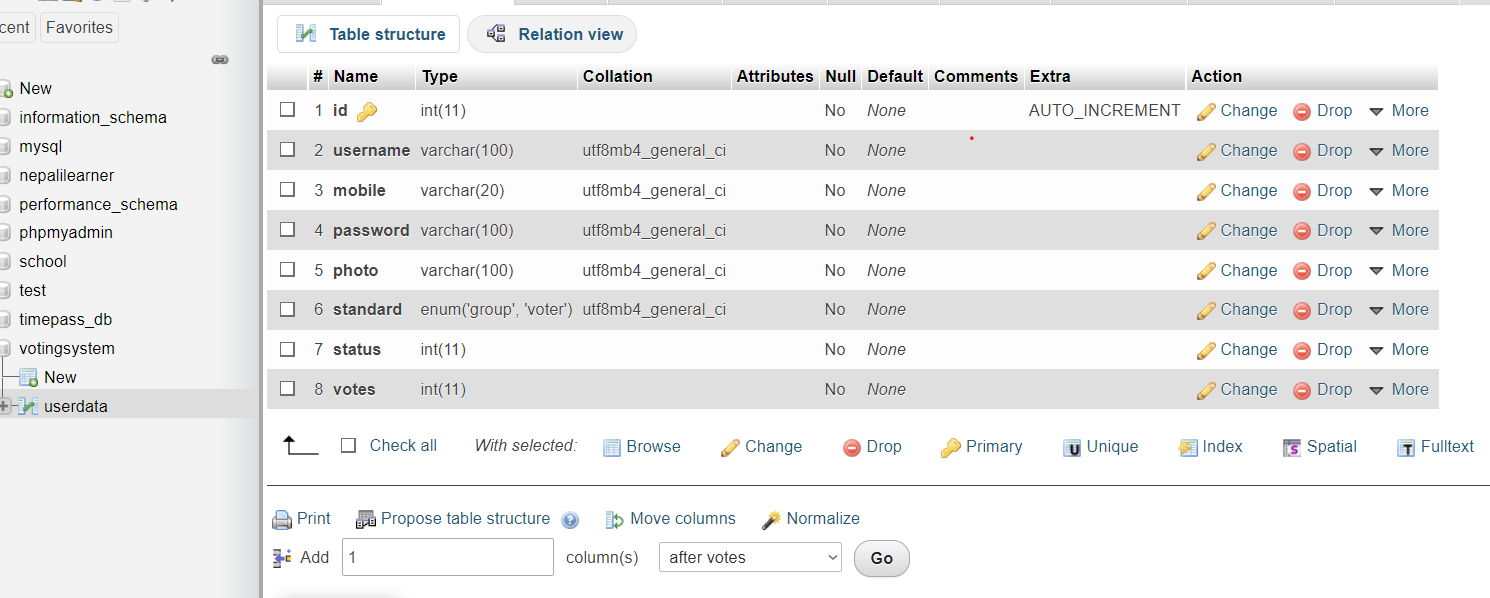 cent Favorites
New
information_schema
mysql
nepalilearner
performance_schema
phpmyadmin
school
test
timepass_db
votingsystem
New
userdata
Table structure Relation view
# Name Type Collation Attributes Null Default Comments Extra Action
1 id int(11) No None AUTO_INCREMENT Change Drop More
2 username varchar(100) utf8mb4_general_ci No None Change Drop More
3 mobile varchar(20) utf8mb4_general_ci No None Change Drop More
4 password varchar(100) utf8mb4_general_ci No None Change Drop More
5 photo varchar(100) utf8mb4_general_ci No None Change Drop More
6 standard enum('group', 'voter') utf8mb4_general_ci No None Change Drop More
7 status int(11) No None Change Drop More
8 votes int(11) No None Change Drop More
Check all With selected: Browse Change Drop Primary Unique Index Spatial Fulltext
Print Propose table structure Move columns Normalize
Add 1 column(s) after votes Go